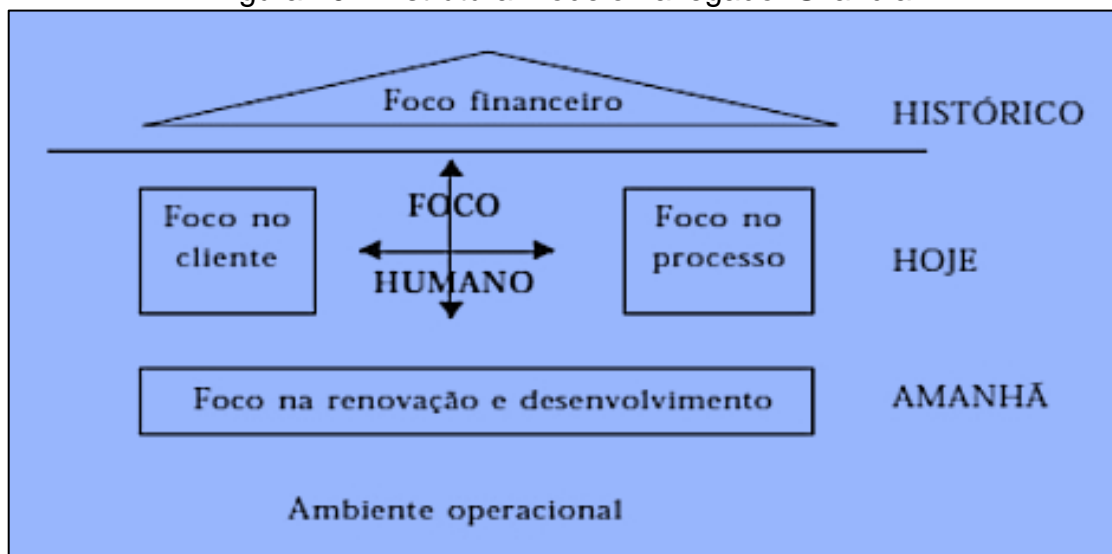 Foco financeiro
HISTÓRICO
FOCO
HUMANO
Foco no
cliente
Foco no
processo
HOJE
Foco na renovação e desenvolvimento
AMANHÃ
Ambiente operacional